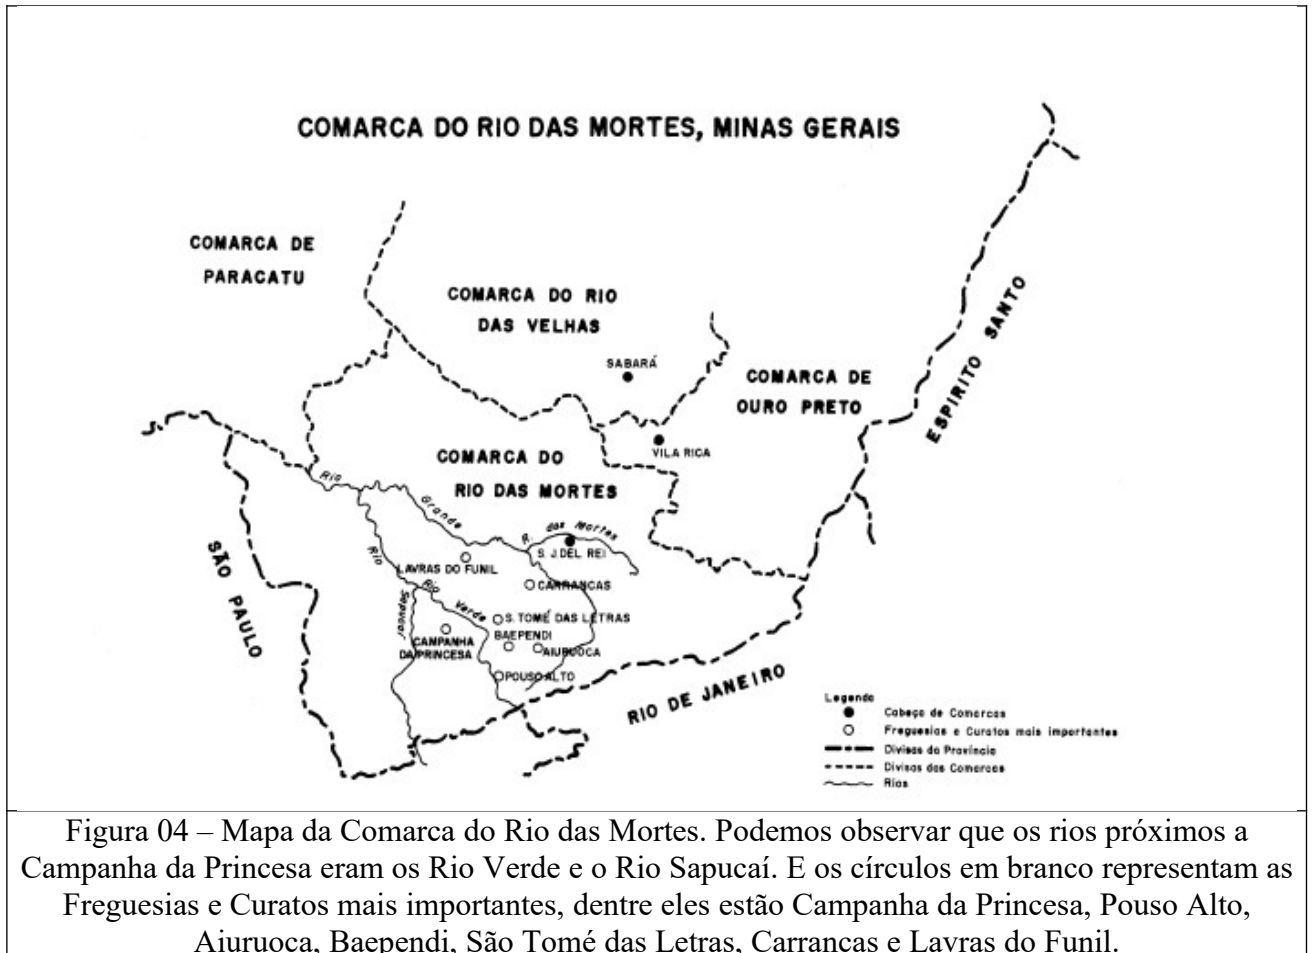 COMARCA DO RIO DAS MORTES, MINAS GERAIS
COMARCA DE
PARACATU
COMARCA DO RIO
DAS VELHAS
SABARÁ
COMARCA DE
OURO PRETO
ESPIRITO SANTO
VILA RICA
COMARCA DO
RIO DAS MORTES
Rio
Grande
R. das Mortes
S. J. DEL REI
SÃO PAULO
Rio
LAVRAS DO FUNIL
CARRANCAS
Sapucaí
Rio
Verde
S. TOMÉ DAS LETRAS
CAMPANHA
DA PRINCESA
BAEPENDI
AIURUOCA
POUSO ALTO
RIO DE JANEIRO
Legenda
Cabeça de Comarcas
Freguesias e Curatos mais importantes
Divisas da Província
Divisas das Comarcas
Rios
Figura 04 – Mapa da Comarca do Rio das Mortes. Podemos observar que os rios próximos a
Campanha da Princesa eram os Rio Verde e o Rio Sapucaí. E os círculos em branco representam as
Freguesias e Curatos mais importantes, dentre eles estão Campanha da Princesa, Pouso Alto,
Aiuruoca, Baependi, São Tomé das Letras, Carrancas e Lavras do Funil.